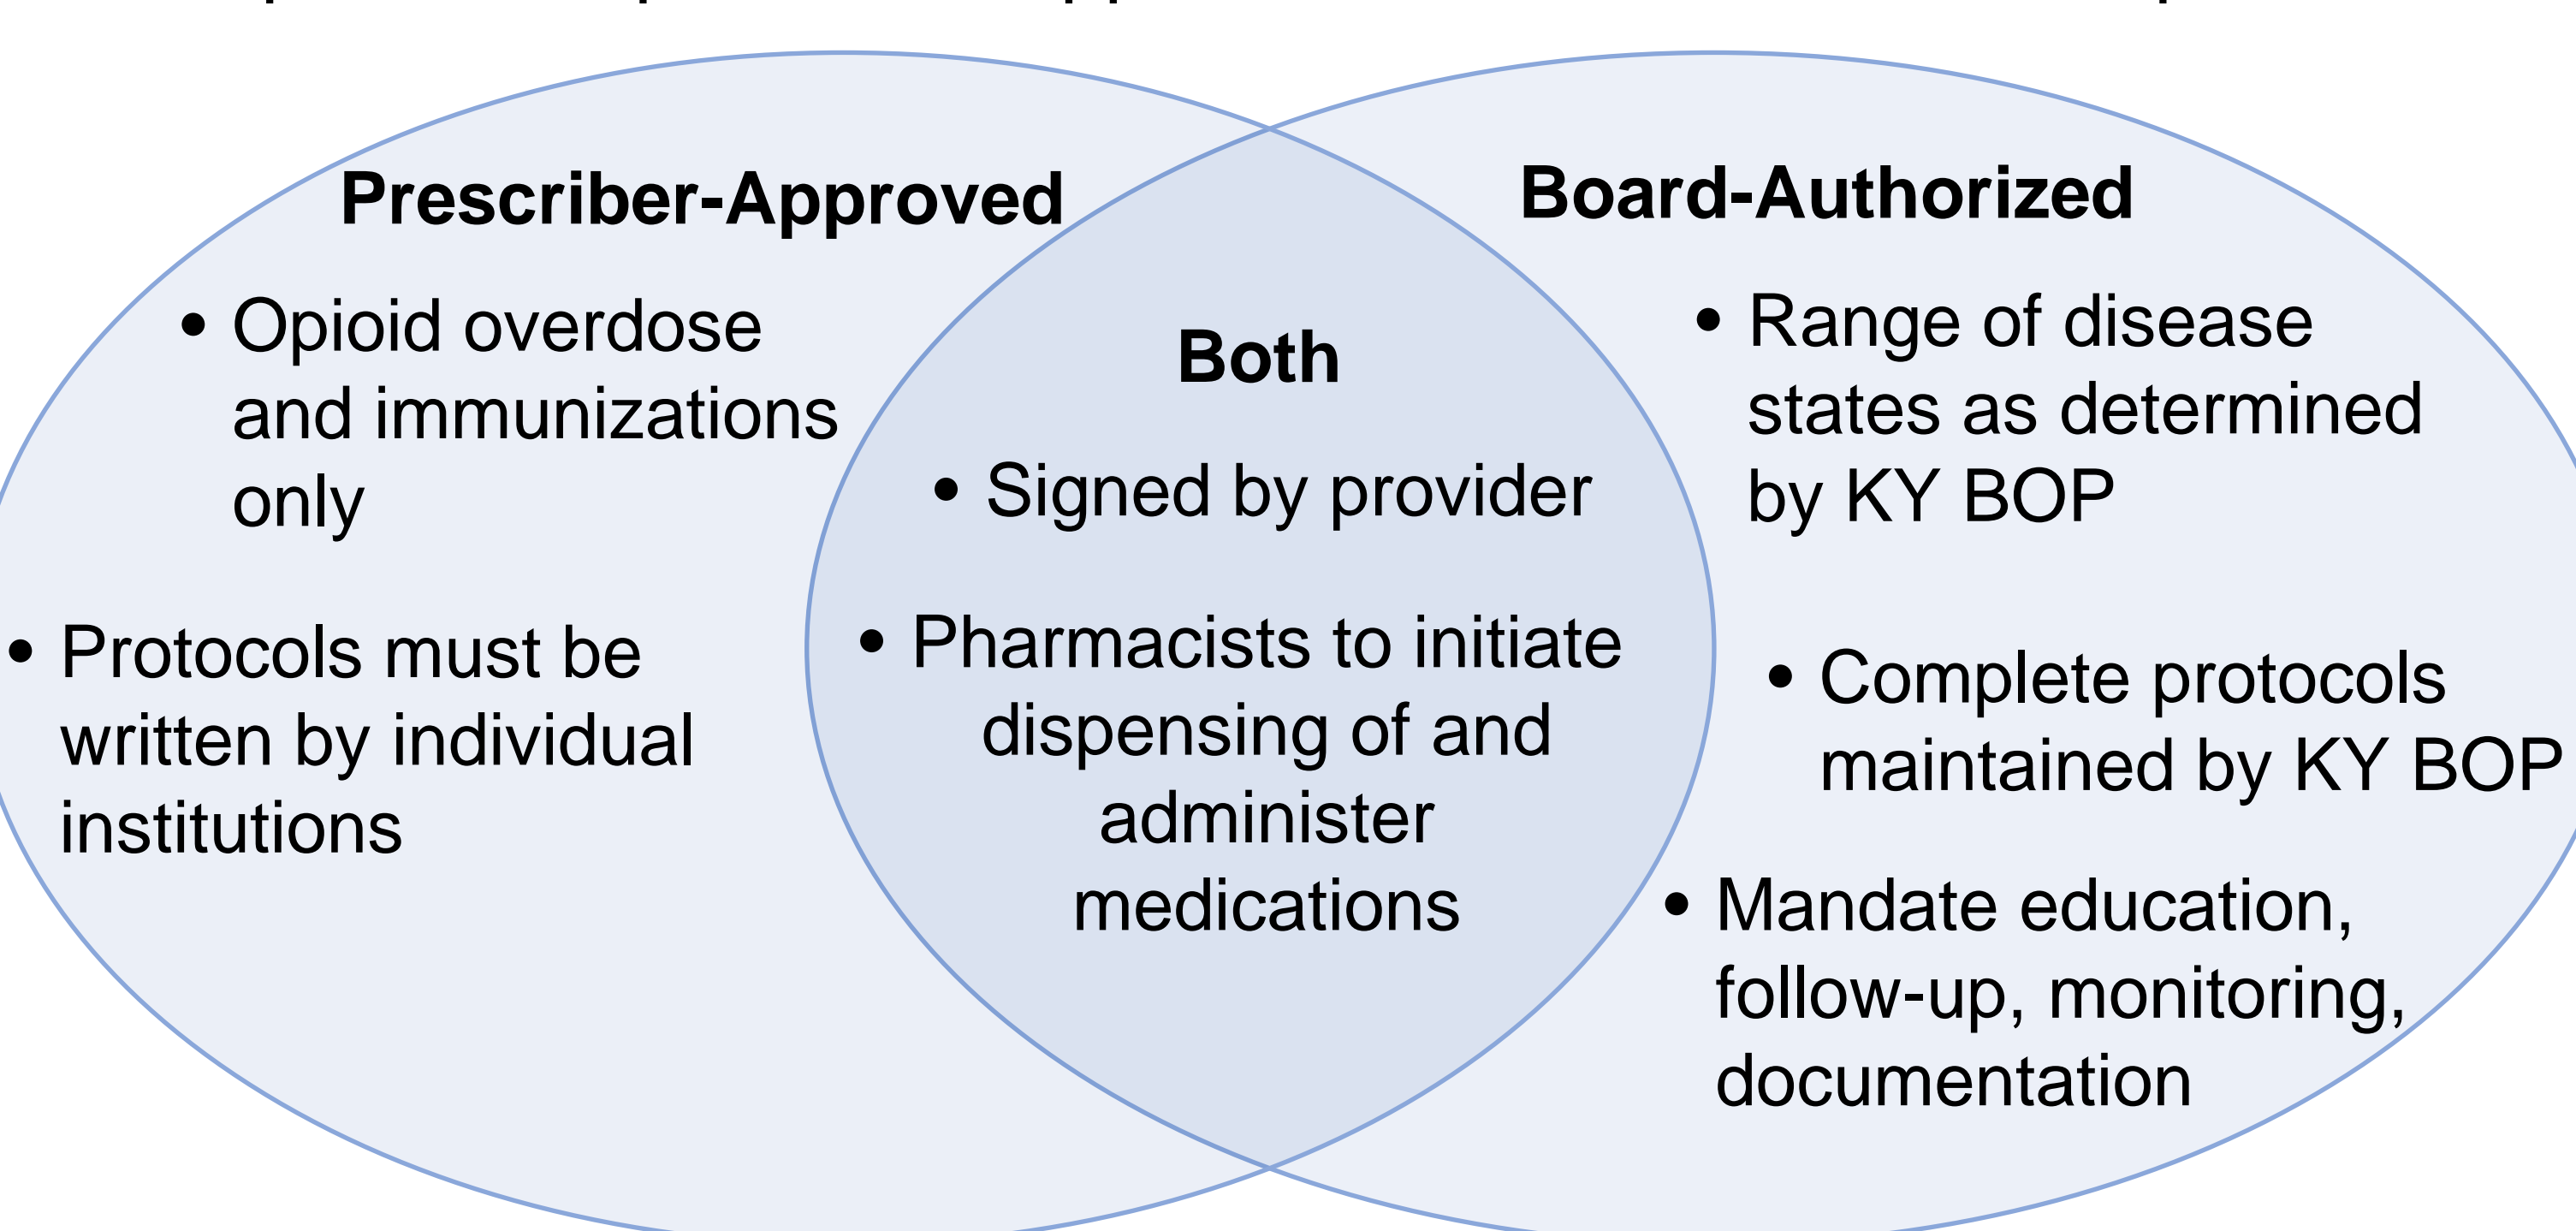 Prescriber-Approved
• Opioid overdose
and immunizations
only
• Protocols must be
written by individual
institutions
Both
• Signed by provider
• Pharmacists to initiate
dispensing of and
administer
medications
Board-Authorized
• Range of disease
states as determined
by KY BOP
• Complete protocols
maintained by KY BOP
• Mandate education,
follow-up, monitoring,
documentation